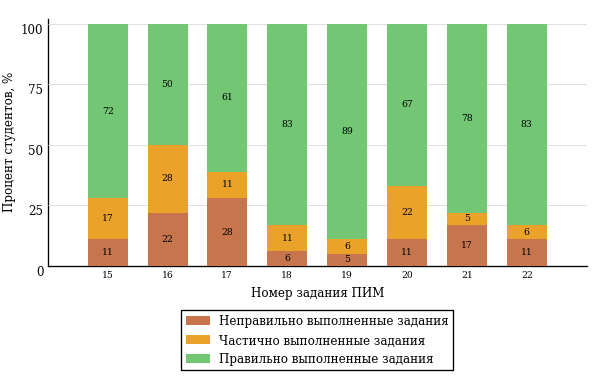 Процент студентов, %
100
75
50
25
0
72 50 61 83 89 67 78 83
17 28 11 11 6 22 5 6
11 22 28 6 5 11 17 11
15 16 17 18 19 20 21 22
Номер задания ПИМ
Неправильно выполненные задания
Частично выполненные задания
Правильно выполненные задания